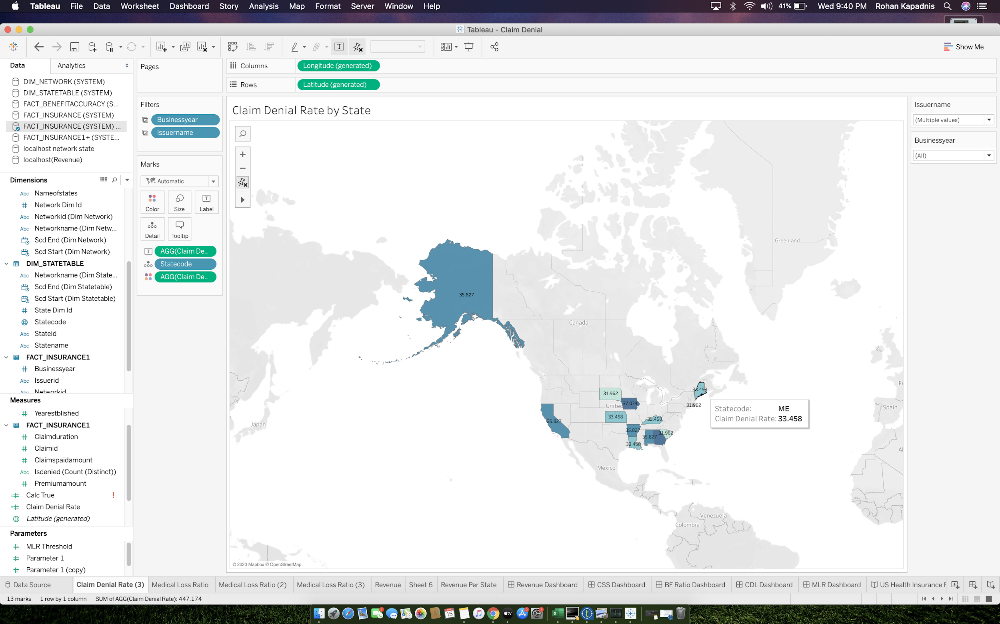 Tableau File Data Worksheet Dashboard Story Analysis Map Format Server Window Help 41% Wed 9:40 PM Rohan Kapadnis
Tableau - Claim Denial
Show Me
Data Analytics
DIM_NETWORK (SYSTEM)
DIM_STATETABLE (SYSTEM)
FACT_BENEFITACCURACY (S...
FACT_INSURANCE (SYSTEM)
FACT_INSURANCE (SYSTEM) ...
FACT_INSURANCE1+ (SYSTE...
localhost network state
localhost(Revenue)
Dimensions
Abc Nameofstates
# Network Dim Id
Abc Networkid (Dim Network)
Abc Networkname (Dim Netw...
Scd End (Dim Network)
Scd Start (Dim Network)
DIM_STATETABLE
Abc Networkname (Dim State...
Scd End (Dim Statetable)
Scd Start (Dim Statetable)
# State Dim Id
Statecode
Abc Stateid
Abc Statename
FACT_INSURANCE1
# Businessyear
Abc Issuerid
Abc Networkid
Measures
# Yearestblished
FACT_INSURANCE1
# Claimduration
# Claimid
# Claimspaidamount
Abc Isdenied (Count (Distinct))
# Premiumamount
=# Calc True !
=# Claim Denial Rate
Latitude (generated)
Parameters
# MLR Threshold
# Parameter 1
# Parameter 1 (copy)
Pages
Filters
Businessyear
Issuername
Marks
Automatic
Color Size Label
Detail Tooltip
AGG(Claim De..
Statecode
AGG(Claim De..
Columns Longitude (generated)
Rows Latitude (generated)
Claim Denial Rate by State
Greenland
35.827
Canada
33.458
31.962
37.074
31.962
United
Spain
33.458
33.458
35.827
Japan
35.827
31.962
35.827
33.458
Mexico
Venezuela
Colombia
Statecode: ME
Claim Denial Rate: 33.458
© 2020 Mapbox © OpenStreetMap
Issuername
(Multiple values)
Businessyear
(All)
Data Source Claim Denial Rate (3) Medical Loss Ratio Medical Loss Ratio (2) Medical Loss Ratio (3) Revenue Sheet 6 Revenue Per State Revenue Dashboard CSS Dashboard BF Ratio Dashboard CDL Dashboard MLR Dashboard US Health Insurance
13 marks 1 row by 1 column SUM of AGG(Claim Denial Rate): 447.174
15
tv